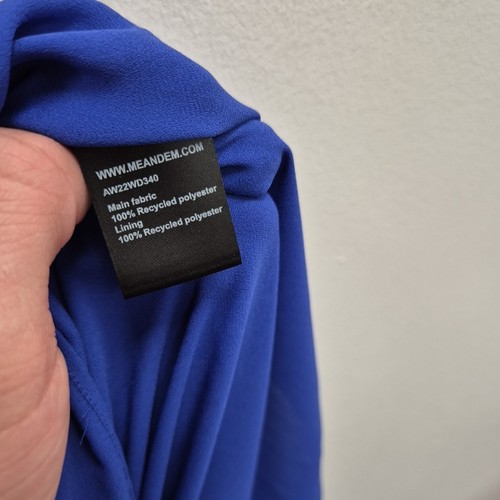 WWW.MEANDEM.COM
AW22WD340
Main fabric
100% Recycled polyester
Lining
100% Recycled polyester